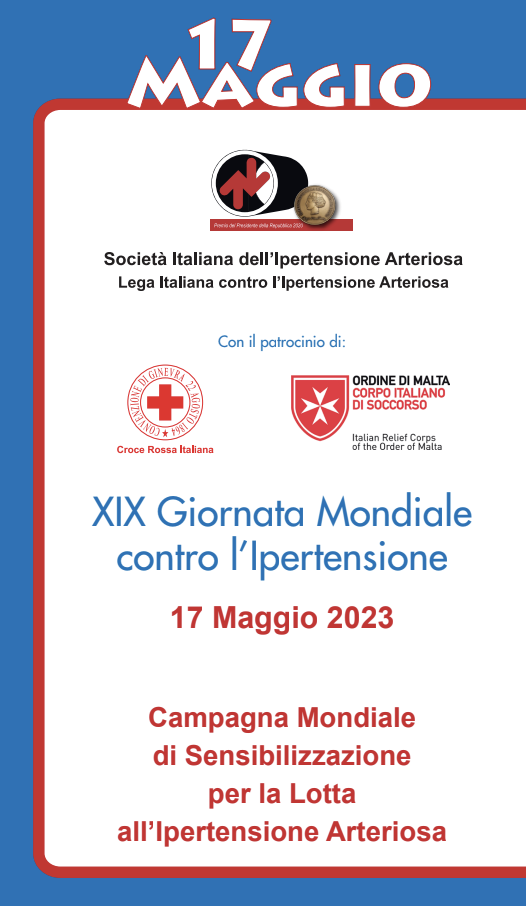 17
MAGGIO
Premio del Presidente della Repubblica 2020
Società Italiana dell'Ipertensione Arteriosa
Lega Italiana contro l'Ipertensione Arteriosa
Con il patrocinio di:
CONVENZIONE DI GINEVRA 22 AGOSTO 1864
Croce Rossa Italiana
ORDINE DI MALTA
CORPO ITALIANO
DI SOCCORSO
Italian Relief Corps
of the Order of Malta
XIX Giornata Mondiale
contro l'Ipertensione
17 Maggio 2023
Campagna Mondiale
di Sensibilizzazione
per la Lotta
all'Ipertensione Arteriosa